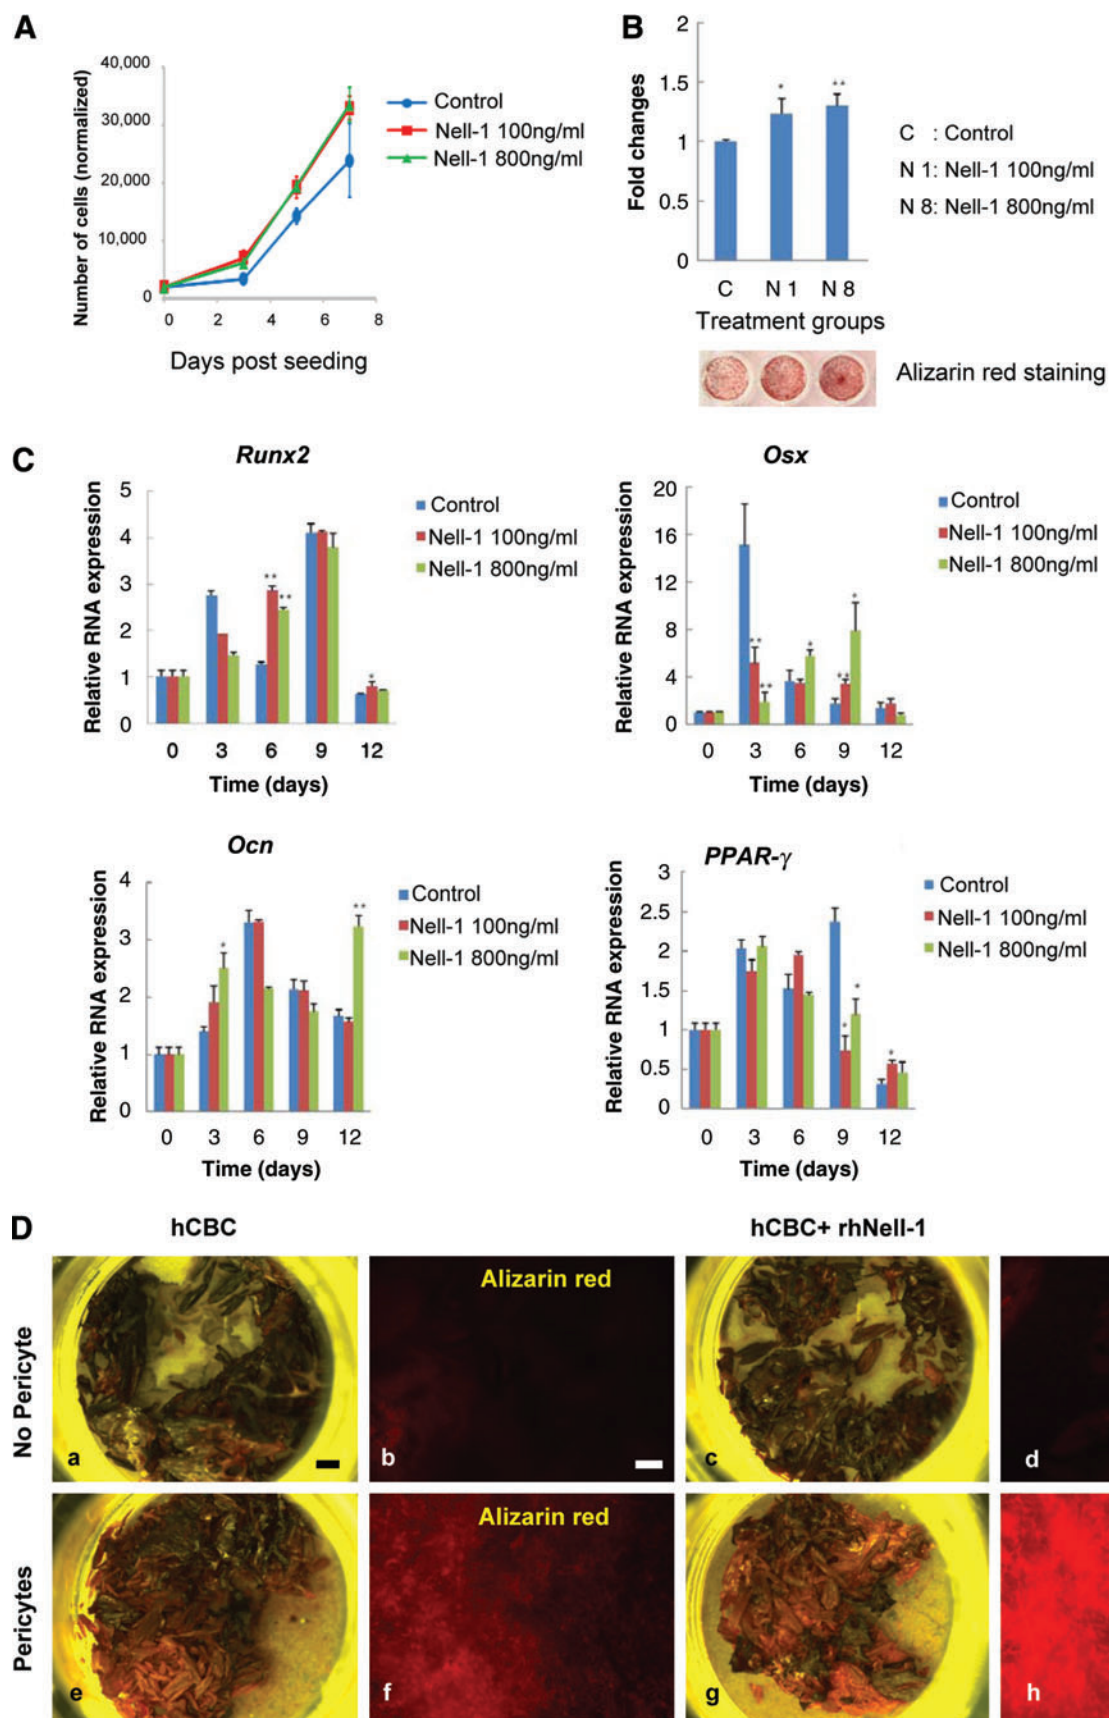 A
Number of cells (normalized)
40,000
30,000
20,000
10,000
0
0 2 4 6 8
Days post seeding
Control
Nell-1 100ng/ml
Nell-1 800ng/ml
B
Fold changes
2
1.5
1
0.5
0
* **
C N 1 N 8
Treatment groups
C : Control
N 1: Nell-1 100ng/ml
N 8: Nell-1 800ng/ml
Alizarin red staining
C
Runx2
Relative RNA expression
5
4
3
2
1
0
** ** *
0 3 6 9 12
Time (days)
Control
Nell-1 100ng/ml
Nell-1 800ng/ml
Osx
Relative RNA expression
20
16
12
8
4
0
** ** * ** *
0 3 6 9 12
Time (days)
Control
Nell-1 100ng/ml
Nell-1 800ng/ml
Ocn
Relative RNA expression
4
3
2
1
0
* **
0 3 6 9 12
Time (days)
Control
Nell-1 100ng/ml
Nell-1 800ng/ml
PPAR-γ
Relative RNA expression
3
2.5
2
1.5
1
0.5
0
* * *
0 3 6 9 12
Time (days)
Control
Nell-1 100ng/ml
Nell-1 800ng/ml
D
hCBC
hCBC+ rhNell-1
No Pericyte
Alizarin red
a
b
c
d
Pericytes
Alizarin red
e
f
g
h